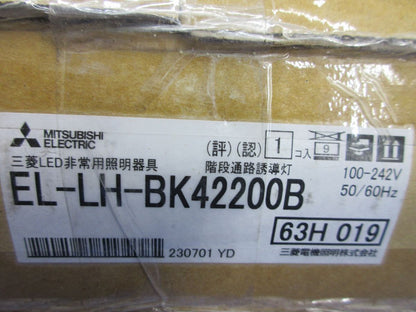 MITSUBISHI
ELECTRIC
(評)(認) 1 コ入 9
三菱LED非常用照明器具
階段通路誘導灯
100-242V
50/60Hz
EL-LH-BK42200B
63H 019
230701 YD
三菱電機照明株式会社